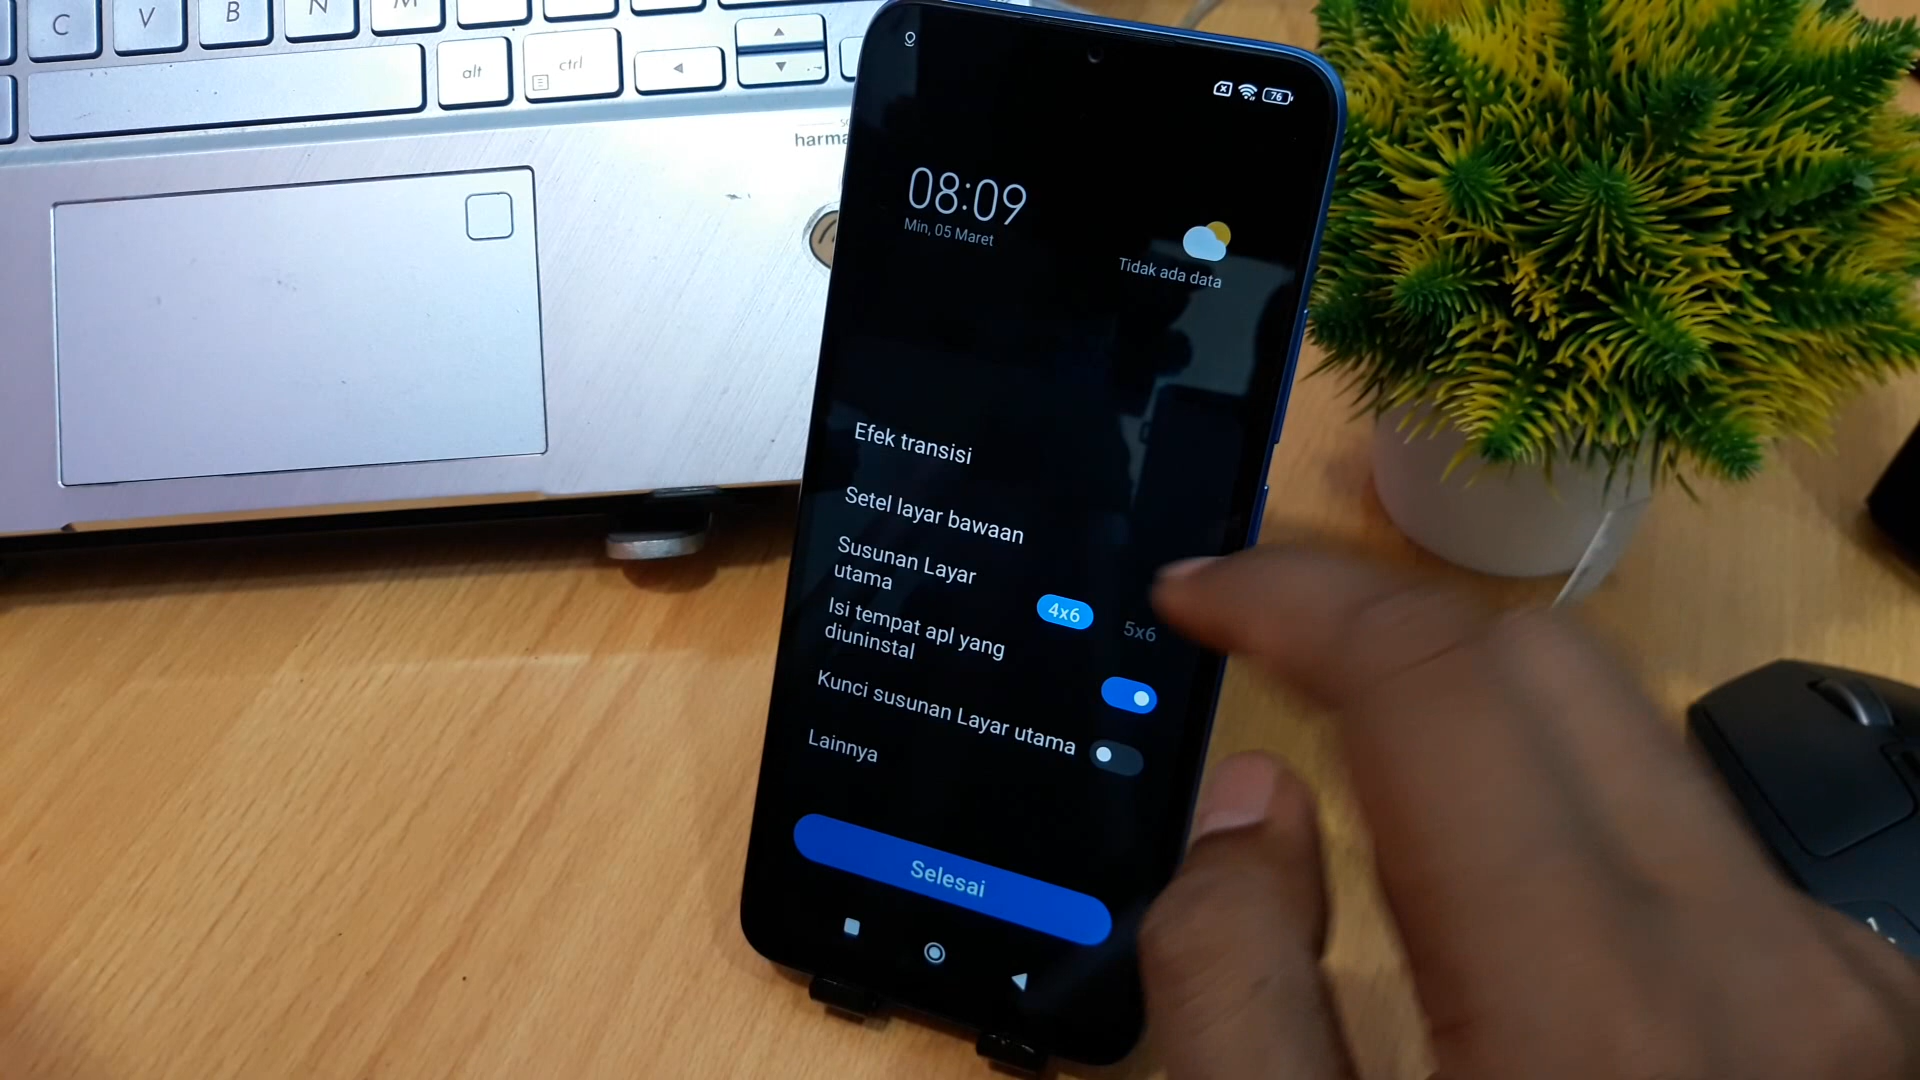 C
V
B
N
M
alt
ctrl
harma
76
08:09
Min, 05 Maret
Tidak ada data
Efek transisi
Setel layar bawaan
Susunan Layar
utama
4x6
5x6
Isi tempat apl yang
diuninstal
Kunci susunan Layar utama
Lainnya
Selesai